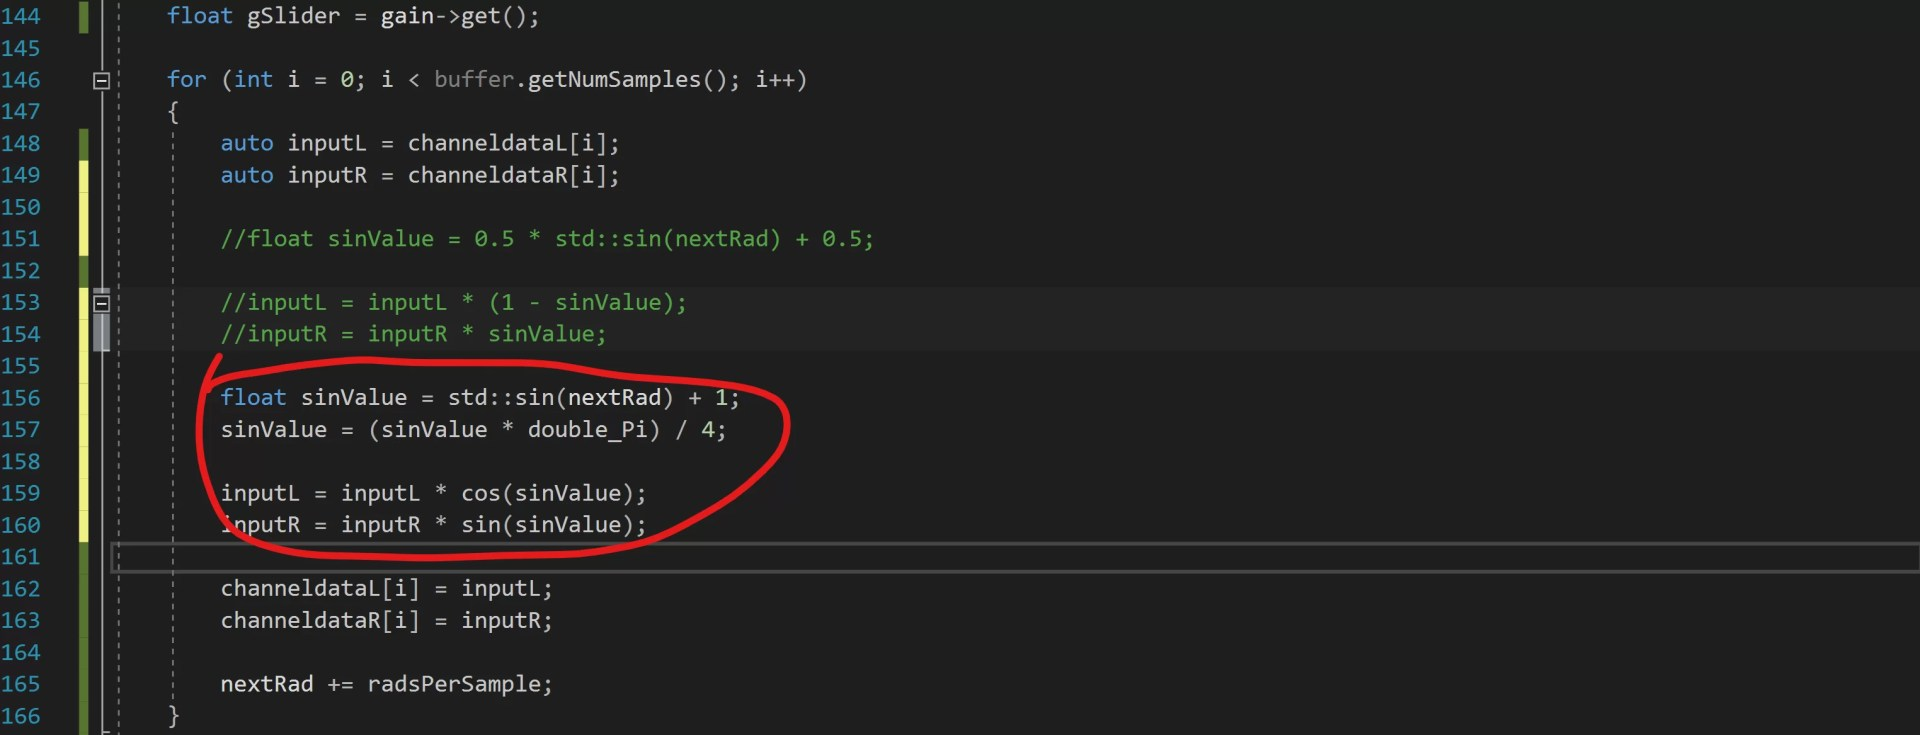 144 float gSlider = gain->get();
145
146 for (int i = 0; i < buffer.getNumSamples(); i++)
147 {
148 auto inputL = channeldataL[i];
149 auto inputR = channeldataR[i];
150
151 //float sinValue = 0.5 * std::sin(nextRad) + 0.5;
152
153 //inputL = inputL * (1 - sinValue);
154 //inputR = inputR * sinValue;
155
156 float sinValue = std::sin(nextRad) + 1;
157 sinValue = (sinValue * double_Pi) / 4;
158
159 inputL = inputL * cos(sinValue);
160 inputR = inputR * sin(sinValue);
161
162 channeldataL[i] = inputL;
163 channeldataR[i] = inputR;
164
165 nextRad += radsPerSample;
166 }